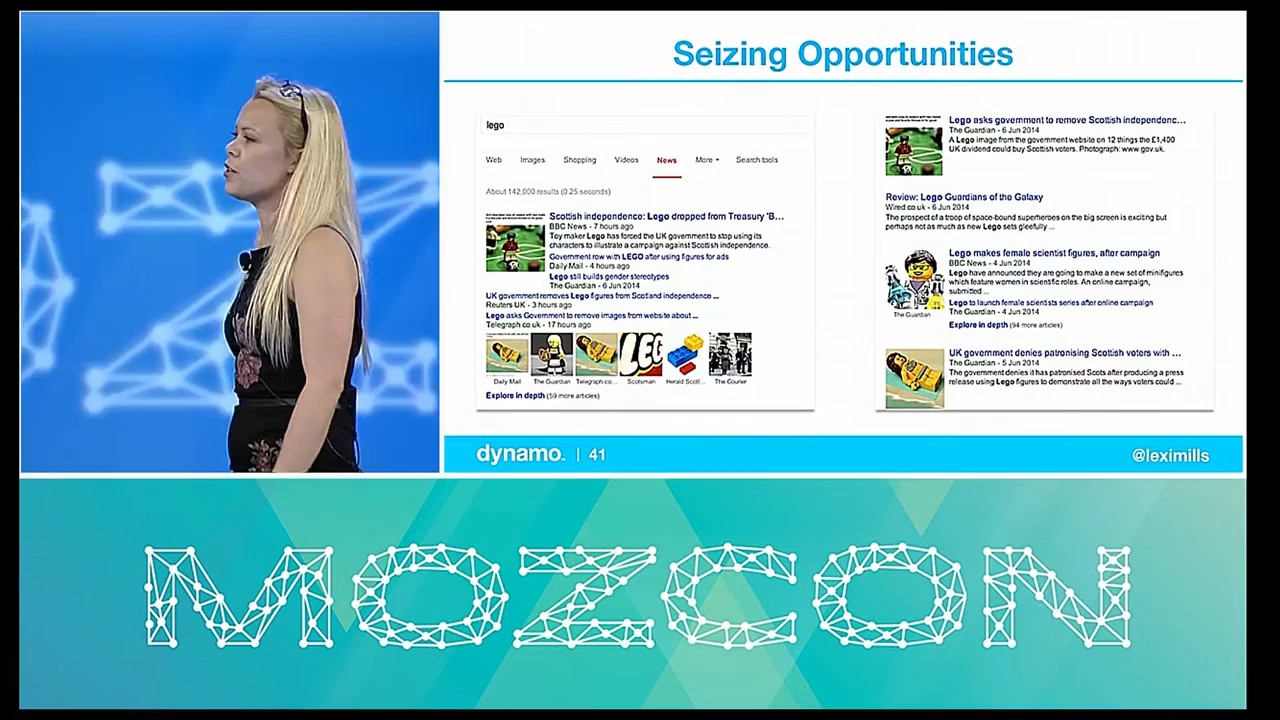 Seizing Opportunities
lego
Web Images Shopping Videos News More Search tools
About 142,000 results (0.25 seconds)
Scottish independence: Lego dropped from Treasury 'B...
BBC News - 7 hours ago
Toy maker Lego has forced the UK government to stop using its
characters to illustrate a campaign against Scottish independence.
Government row with LEGO after using figures for ads
Daily Mail - 4 hours ago
Lego still builds gender stereotypes
The Guardian - 6 Jun 2014
UK government removes Lego figures from Scotland independence ...
Reuters UK - 3 hours ago
Lego asks Government to remove images from website about ...
Telegraph.co.uk - 17 hours ago
LEG
Daily Mail The Guardian Telegraph.co... Scotsman Herald Scotl... The Courier
Explore in depth (59 more articles)
Lego asks government to remove Scottish independenc...
The Guardian - 6 Jun 2014
A Lego image from the government website on 12 things the £1,400
UK dividend could buy Scottish voters. Photograph: www.gov.uk.
Review: Lego Guardians of the Galaxy
Wired.co.uk - 6 Jun 2014
The prospect of a troop of space-bound superheroes on the big screen is exciting but
perhaps not as much as new Lego sets gleefully ...
Lego makes female scientist figures, after campaign
BBC News - 4 Jun 2014
Lego have announced they are going to make a new set of minifigures
which feature women in scientific roles. An online campaign,
submitted ...
Lego to launch female scientists series after online campaign
The Guardian - 4 Jun 2014
The Guardian
Explore in depth (94 more articles)
UK government denies patronising Scottish voters with ...
The Guardian - 5 Jun 2014
The government denies it has patronised Scots after producing a press
release using Lego figures to demonstrate all the ways voters could ...
dynamo. | 41
@leximills
MOZCON